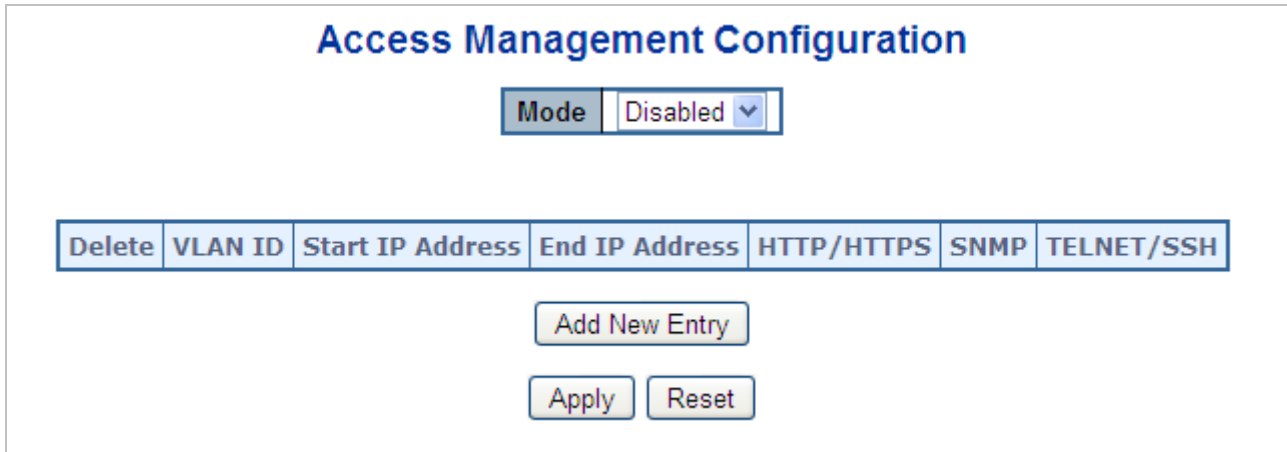 Access Management Configuration
Mode Disabled
Delete VLAN ID Start IP Address End IP Address HTTP/HTTPS SNMP TELNET/SSH
Add New Entry
Apply Reset